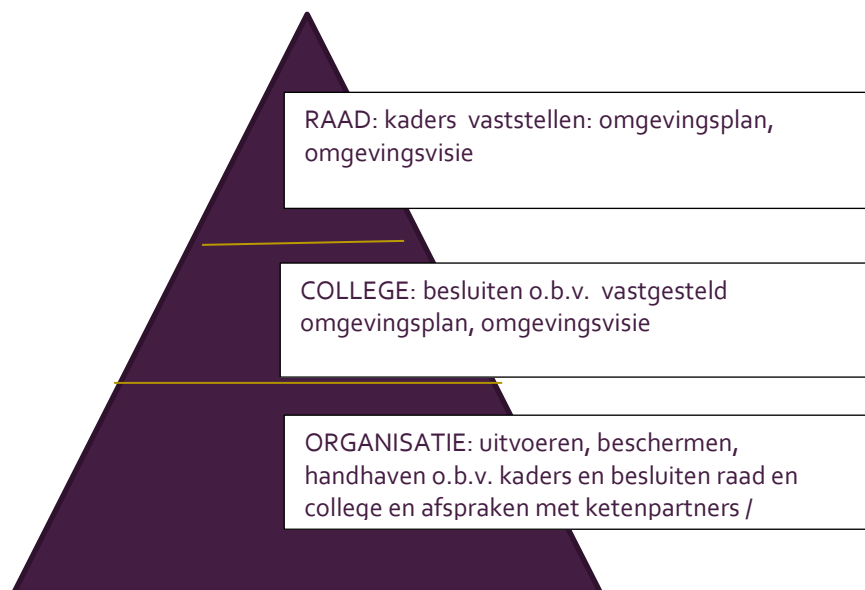 RAAD: kaders  vaststellen: omgevingsplan,
omgevingsvisie
COLLEGE: besluiten o.b.v.  vastgesteld
omgevingsplan, omgevingsvisie
ORGANISATIE: uitvoeren, beschermen,
handhaven o.b.v. kaders en besluiten raad en
college en afspraken met ketenpartners /